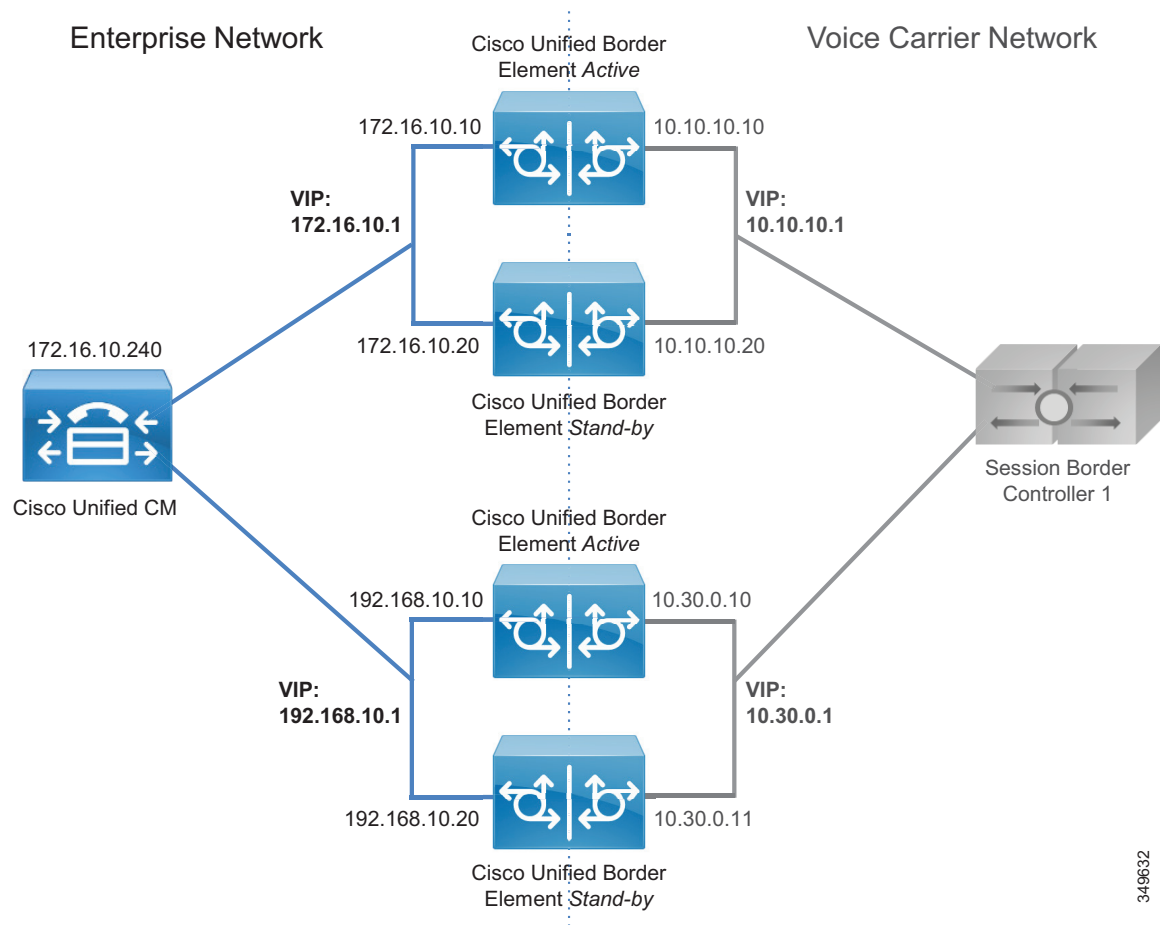 Enterprise Network
Voice Carrier Network
Cisco Unified Border
Element Active
172.16.10.10
10.10.10.10
VIP:
172.16.10.1
VIP:
10.10.10.1
172.16.10.20
10.10.10.20
Cisco Unified Border
Element Stand-by
172.16.10.240
Cisco Unified CM
Session Border
Controller 1
Cisco Unified Border
Element Active
192.168.10.10
10.30.0.10
VIP:
192.168.10.1
VIP:
10.30.0.1
192.168.10.20
10.30.0.11
Cisco Unified Border
Element Stand-by
349632